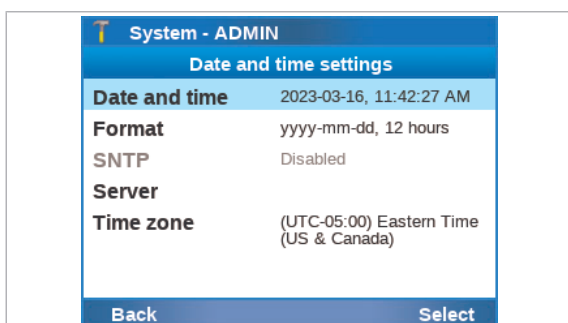 System - ADMIN
Date and time settings
Date and time 2023-03-16, 11:42:27 AM
Format yyyy-mm-dd, 12 hours
SNTP Disabled
Server
Time zone (UTC-05:00) Eastern Time
(US & Canada)
Back Select